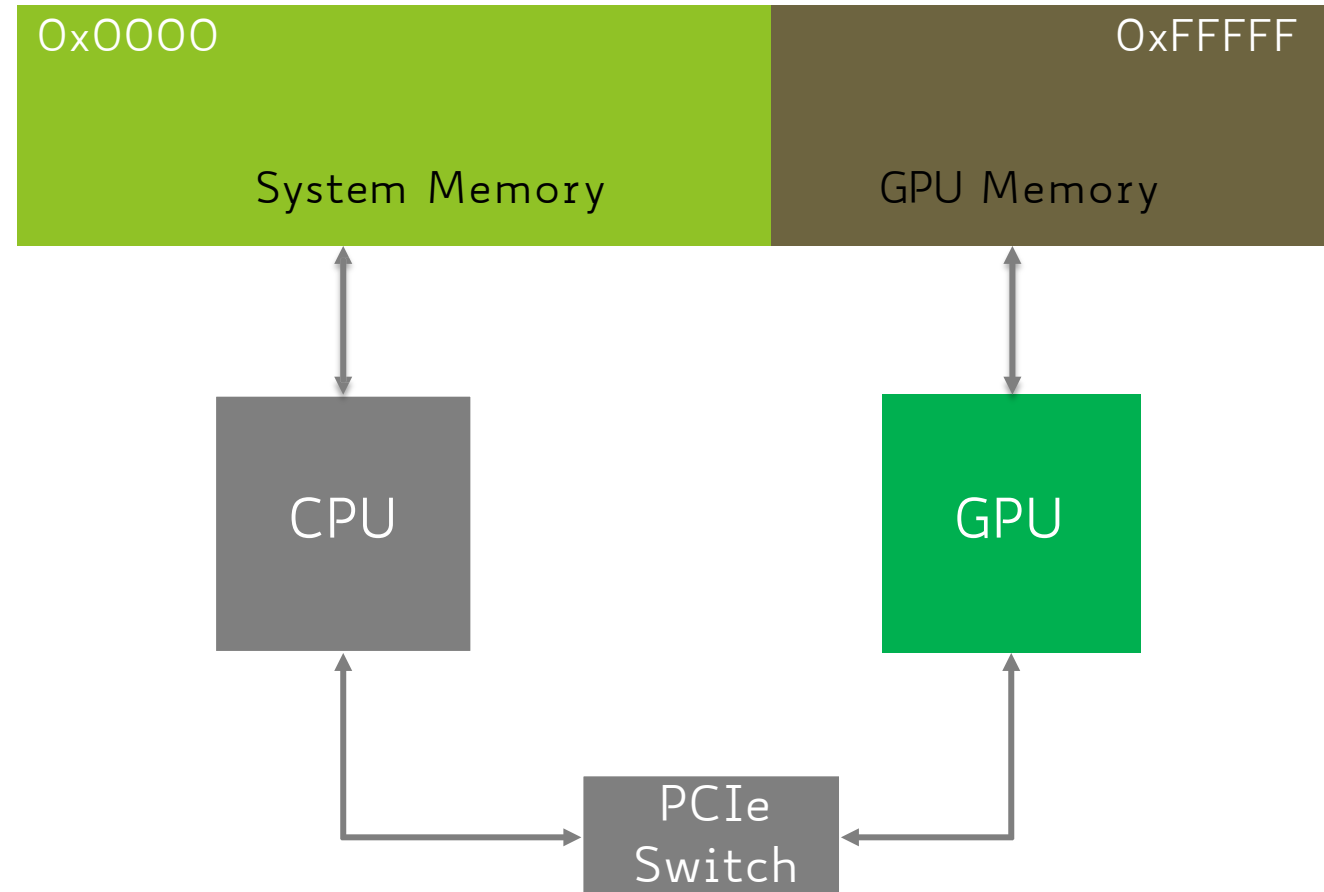 0x0000
0xFFFFF
System Memory
GPU Memory
CPU
GPU
PCIe
Switch